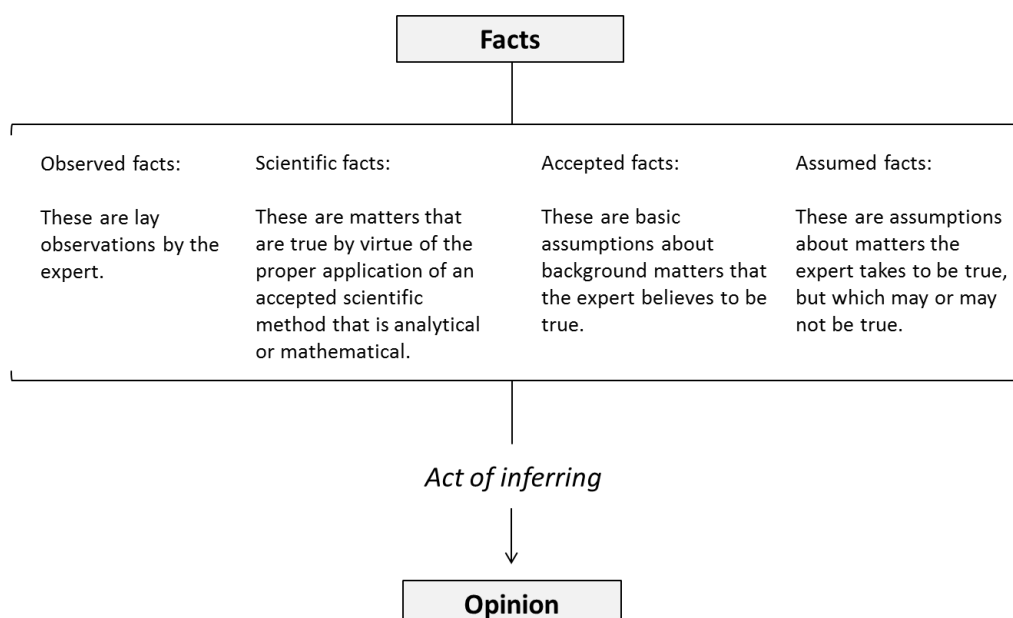 Facts
Observed facts:
These are lay
observations by the
expert.
Scientific facts:
These are matters that
are true by virtue of the
proper application of an
accepted scientific
method that is analytical
or mathematical.
Accepted facts:
These are basic
assumptions about
background matters that
the expert believes to be
true.
Assumed facts:
These are assumptions
about matters the
expert takes to be true,
but which may or may
not be true.
Act of inferring
Opinion